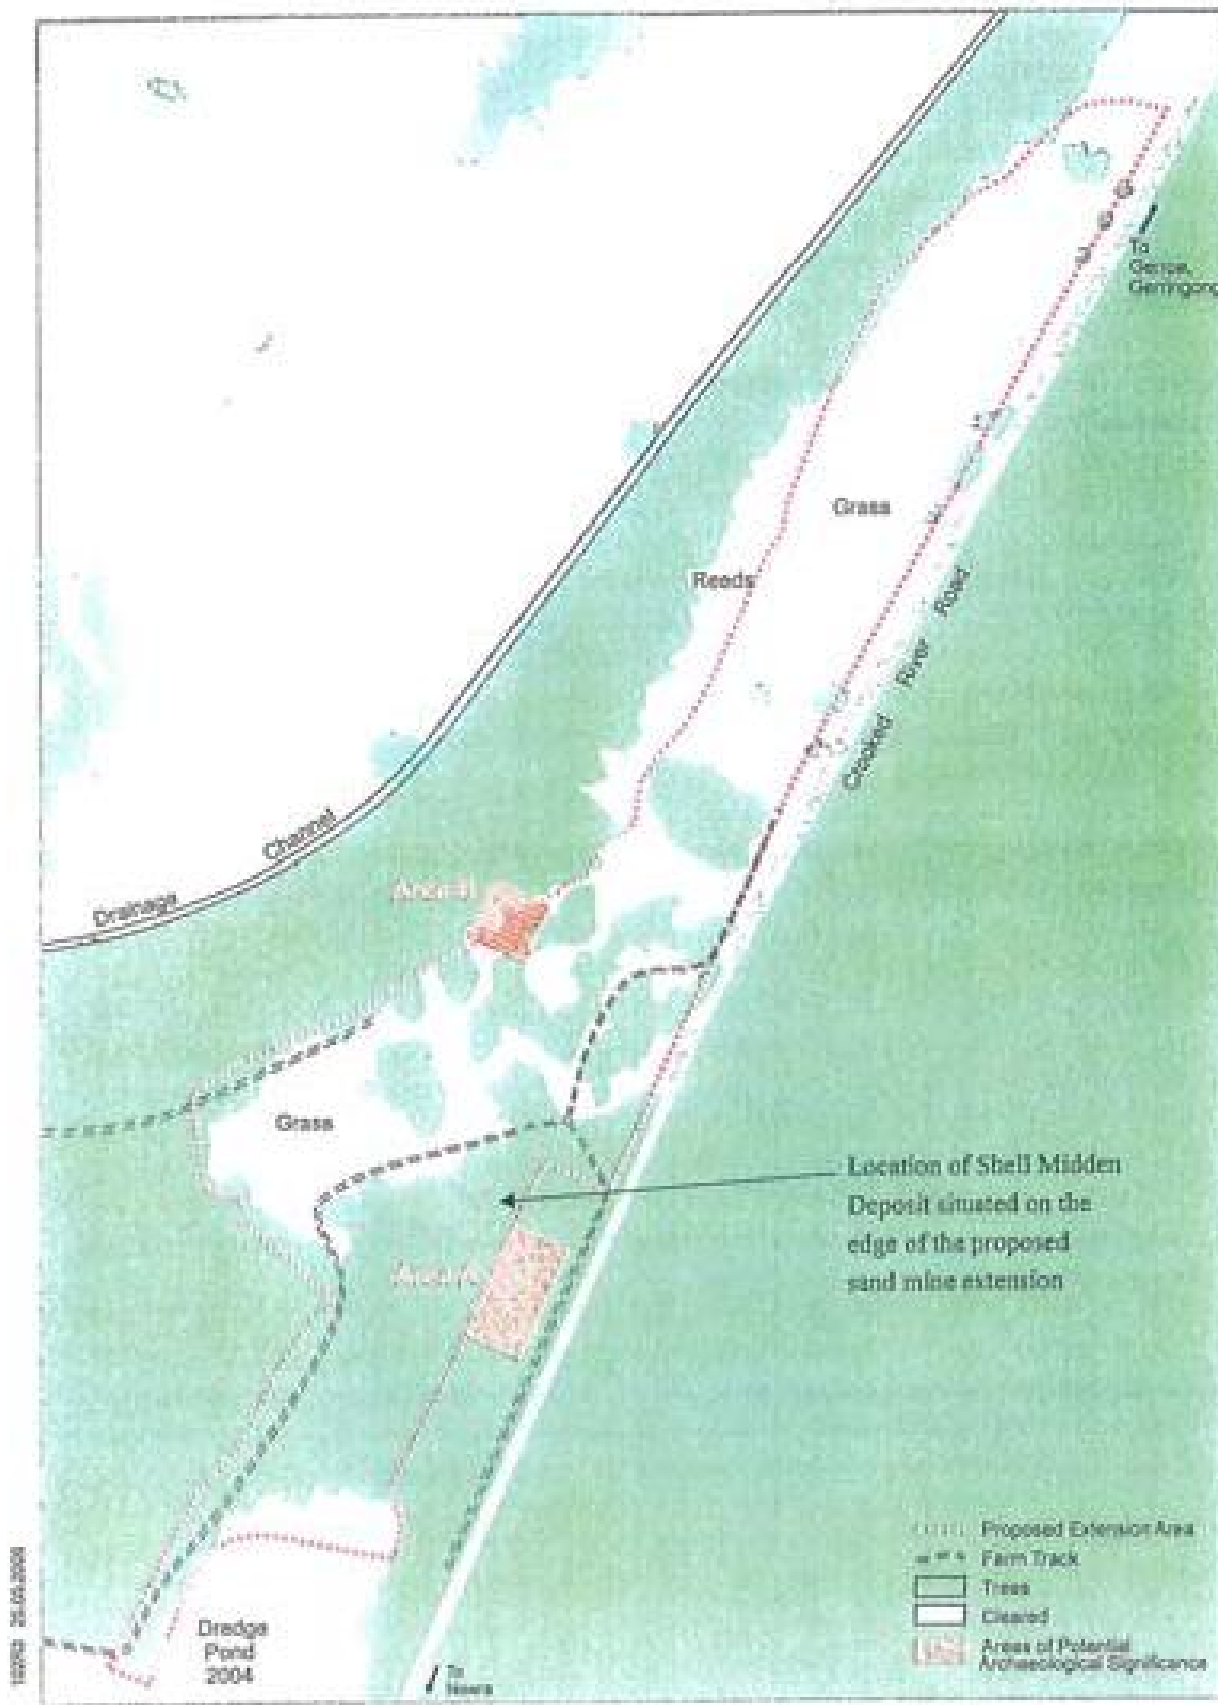 To
Gerroa,
Gerringong
Grass
Reeds
Crooked River Road
Drainage Channel
Area B
Grass
Location of Shell Midden
Deposit situated on the
edge of the proposed
sand mine extension
Area A
Proposed Extension Area
Farm Track
Trees
Cleared
Areas of Potential
Archaeological Significance
Dredge
Pond
2004
To
Nowra